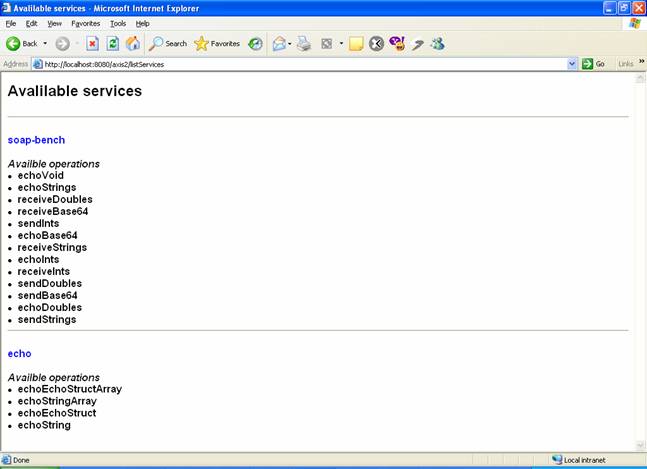 Avalilable services - Microsoft Internet Explorer
File Edit View Favorites Tools Help
Back Search Favorites
Address http://localhost:8080/axis2/listServices Go Links »
Avalilable services
soap-bench
Availble operations
• echoVoid
• echoStrings
• receiveDoubles
• receiveBase64
• sendInts
• echoBase64
• receiveStrings
• echoInts
• receiveInts
• sendDoubles
• sendBase64
• echoDoubles
• sendStrings
echo
Availble operations
• echoEchoStructArray
• echoStringArray
• echoEchoStruct
• echoString
Done Local intranet